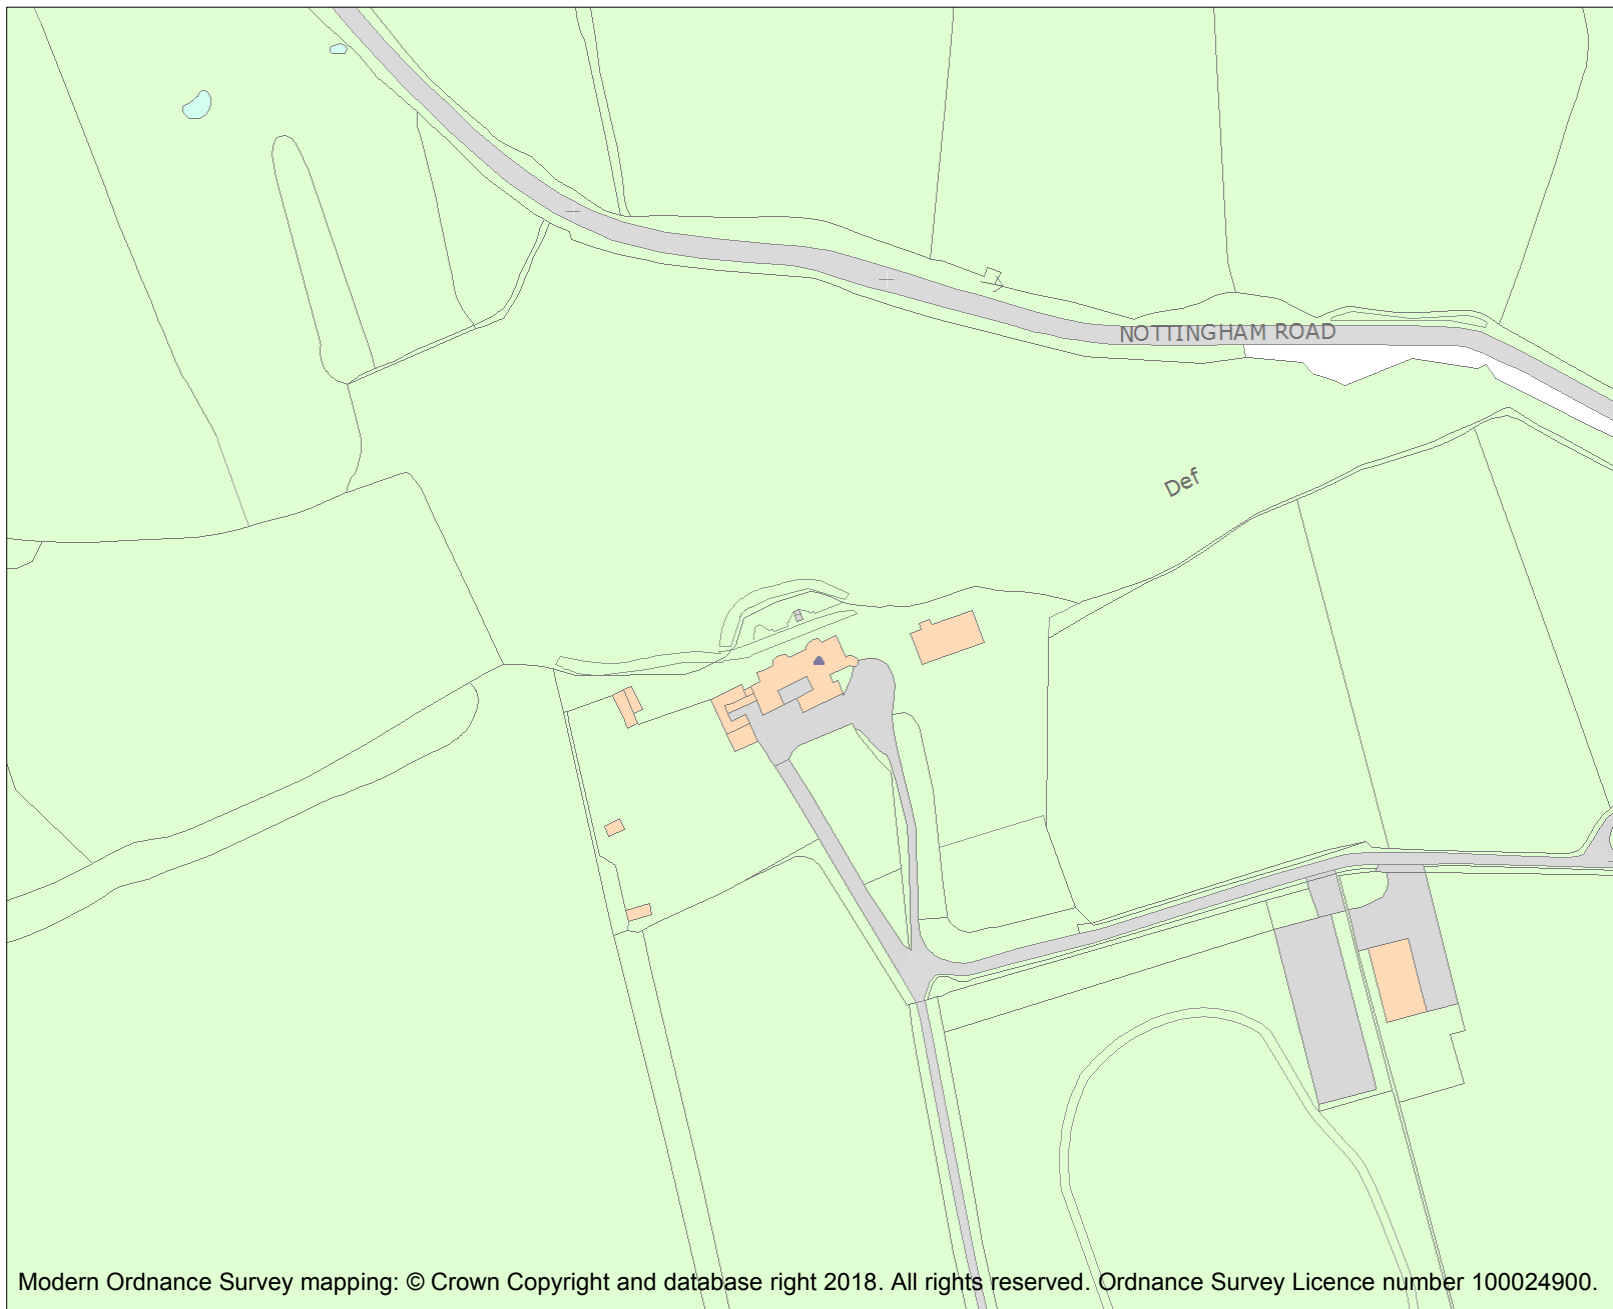 NOTTINGHAM ROAD
Def
Modern Ordnance Survey mapping: © Crown Copyright and database right 2018. All rights reserved. Ordnance Survey Licence number 100024900.